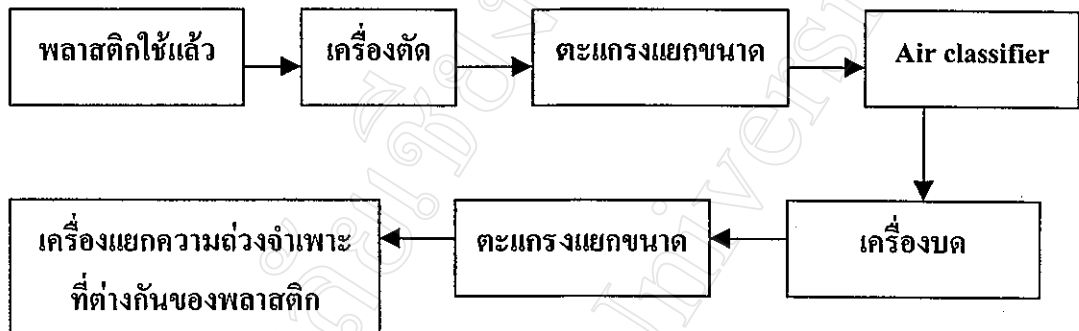 พลาสติกใช้แล้ว
เครื่องตัด
ตะแกรงแยกขนาด
Air classifier
เครื่องบด
ตะแกรงแยกขนาด
เครื่องแยกความถ่วงจำเพาะ
ที่ต่างกันของพลาสติก